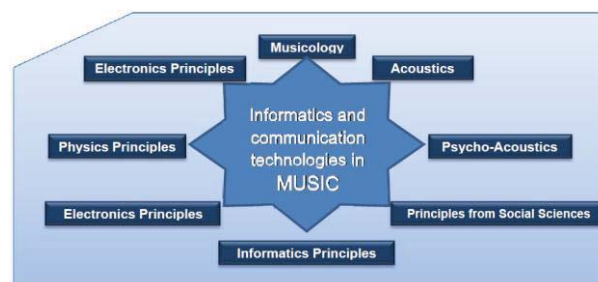 Musicology
Electronics Principles
Acoustics
Informatics and
communication
technologies in
MUSIC
Physics Principles
Psycho-Acoustics
Electronics Principles
Principles from Social Sciences
Informatics Principles